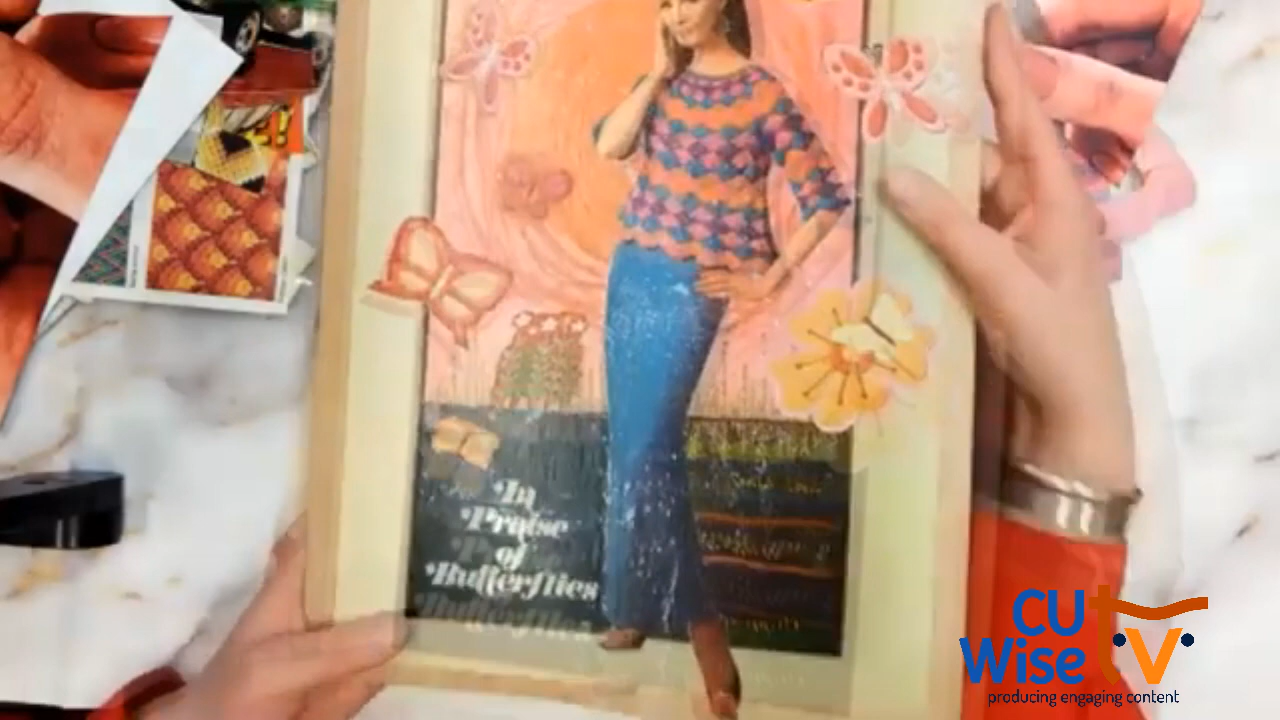 In
Praise
of
Butterflies
CU
Wise tv
producing engaging content